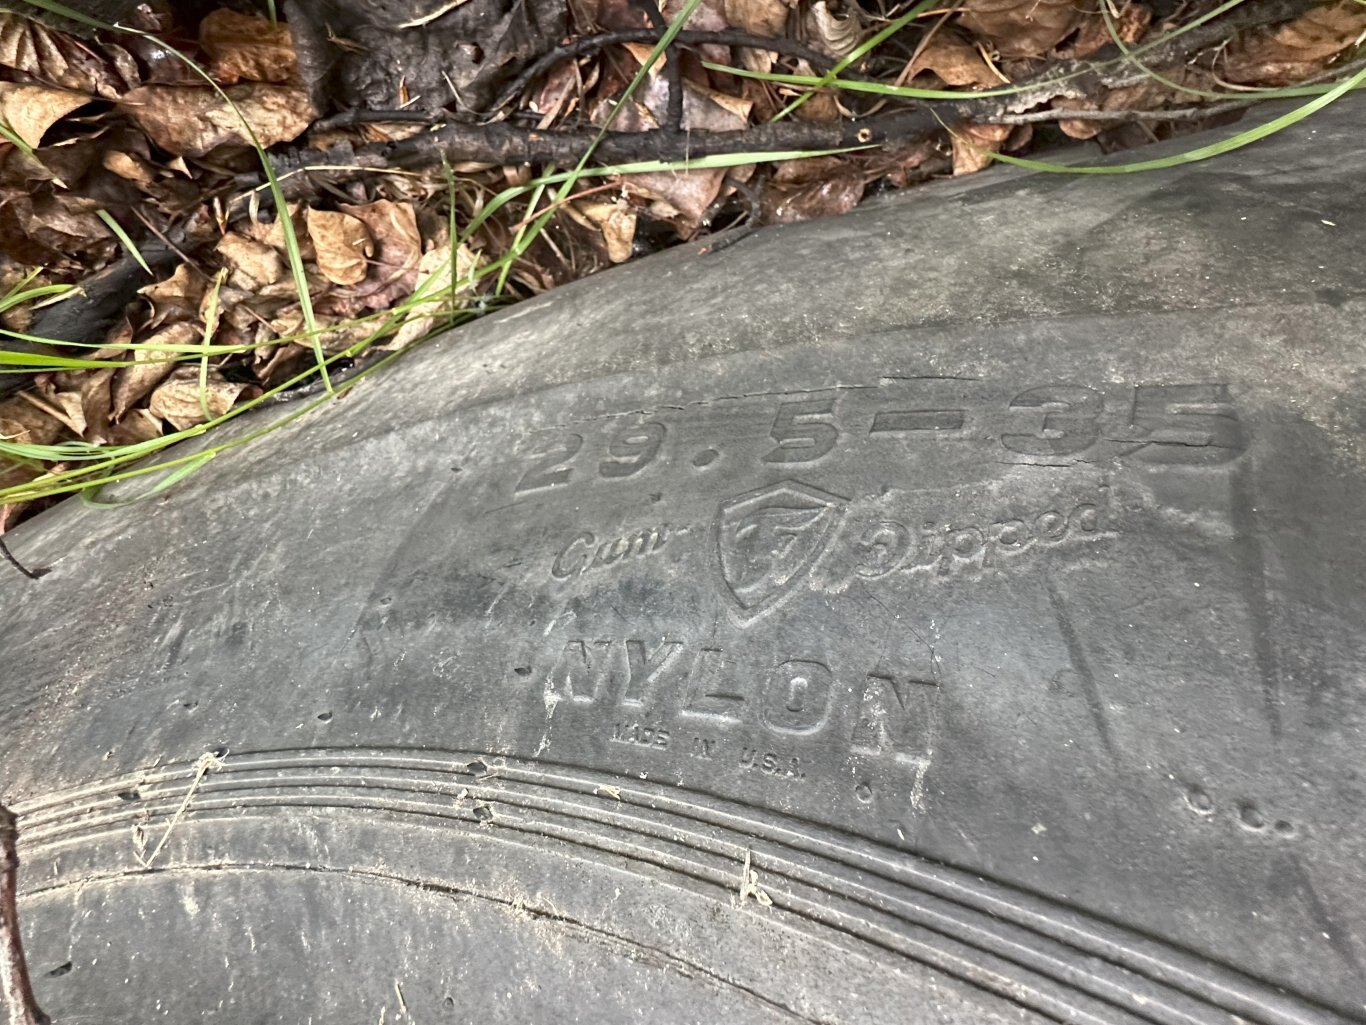 29.5-35
Gum- F Dipped
NYLON
MADE IN U.S.A.